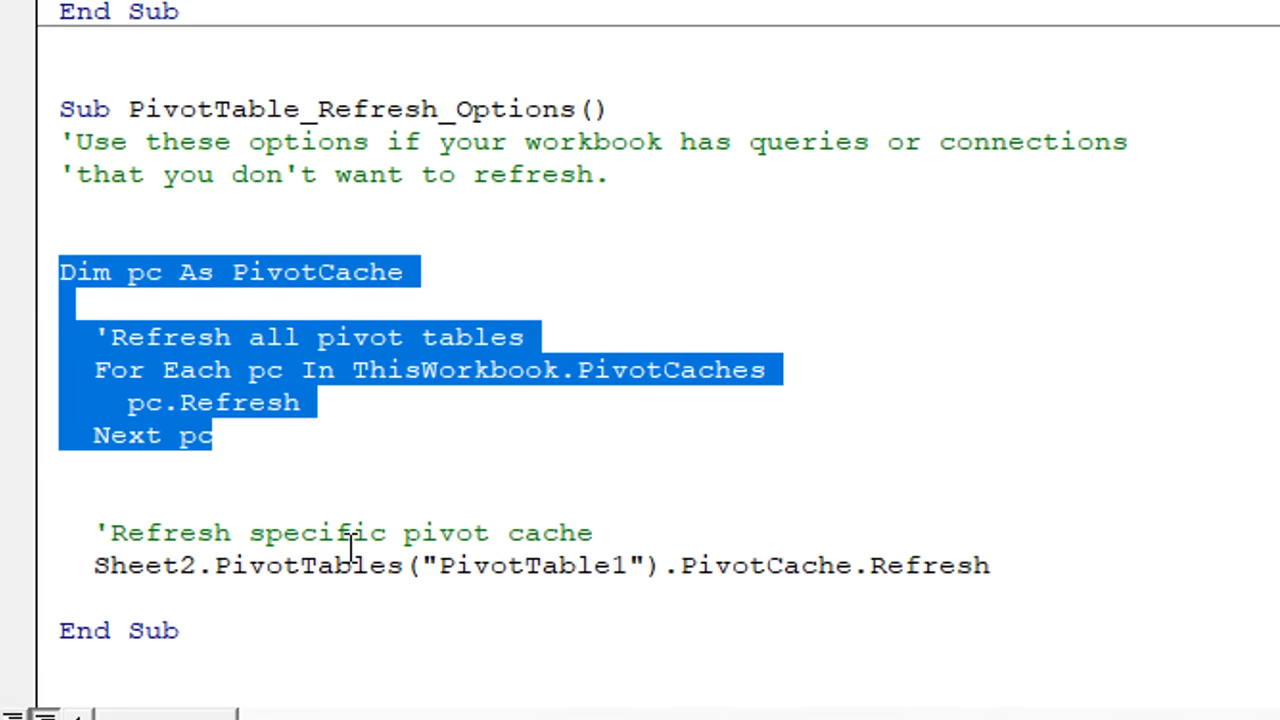 End Sub
Sub PivotTable_Refresh_Options()
'Use these options if your workbook has queries or connections
'that you don't want to refresh.
Dim pc As PivotCache
'Refresh all pivot tables
For Each pc In ThisWorkbook.PivotCaches
pc.Refresh
Next pc
'Refresh specific pivot cache
Sheet2.PivotTables("PivotTable1").PivotCache.Refresh
End Sub